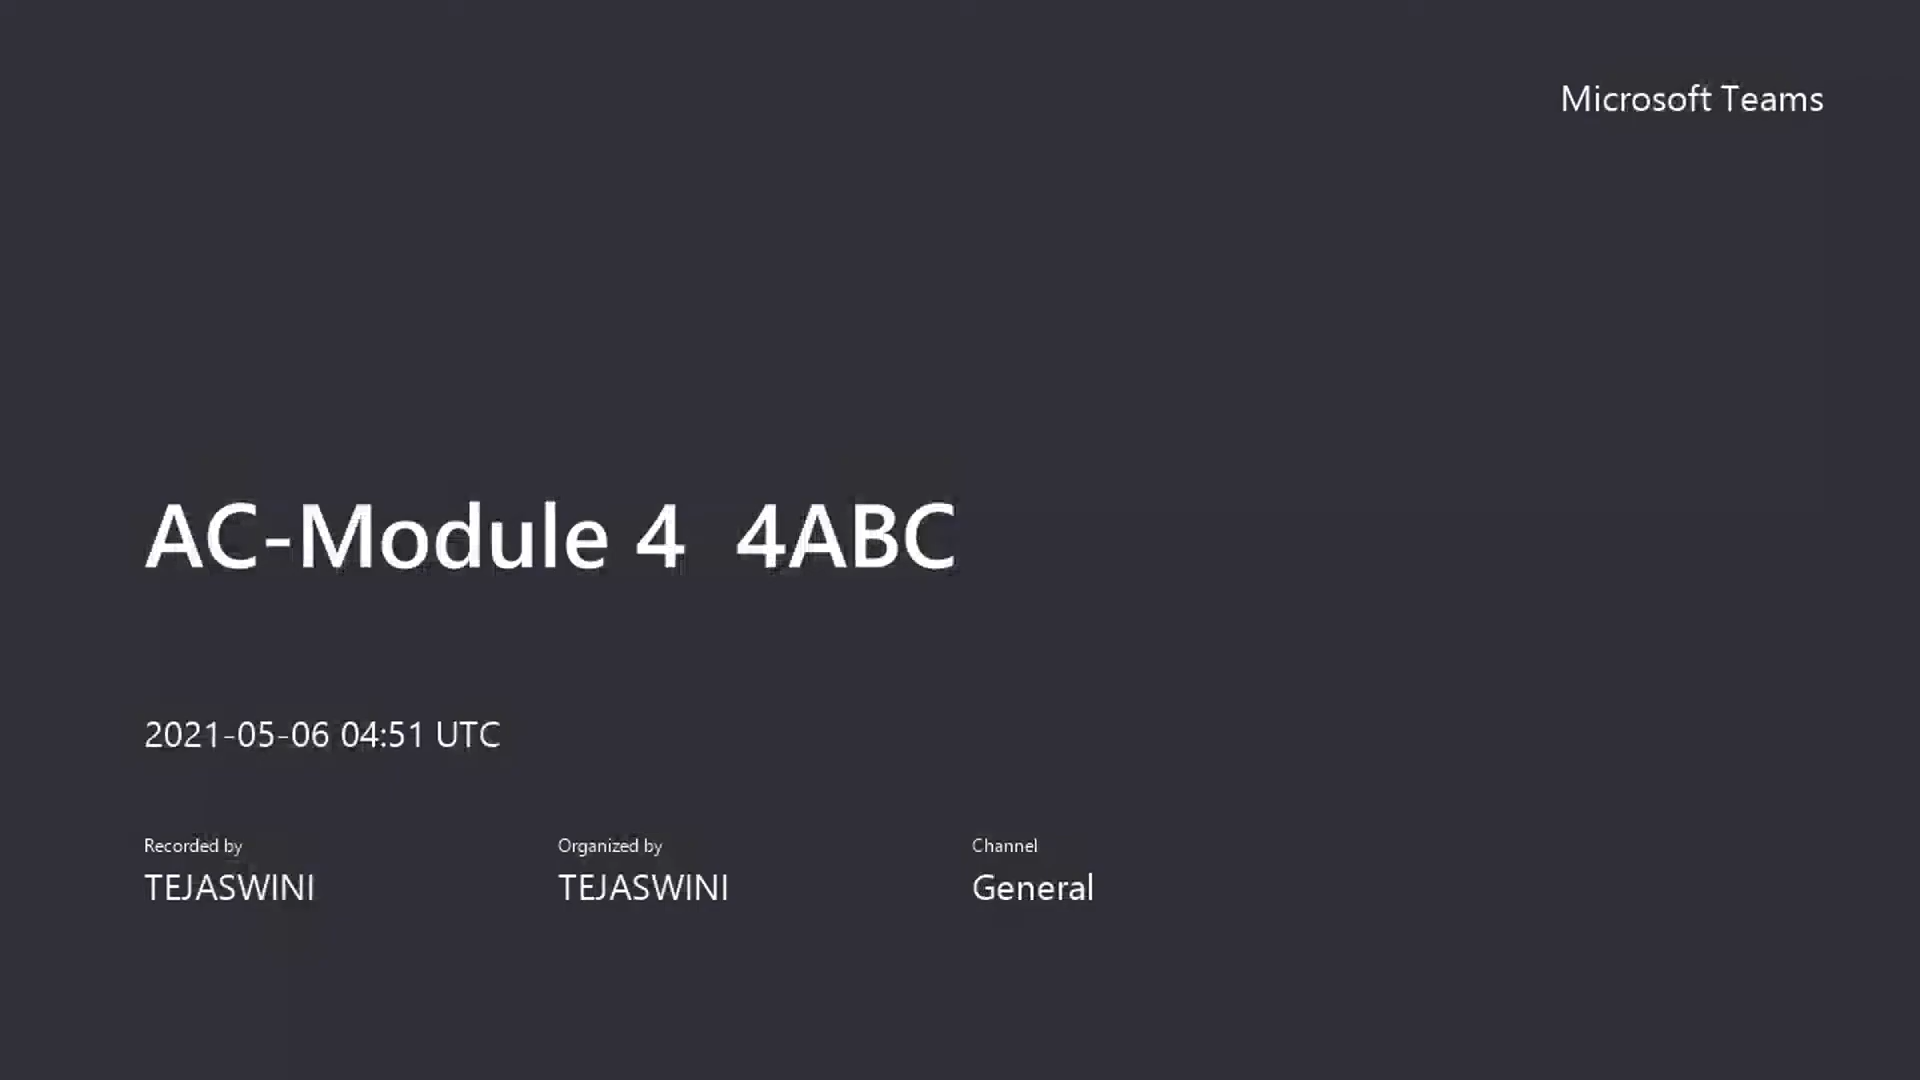 Microsoft Teams
AC-Module 4  4ABC
2021-05-06 04:51 UTC
Recorded by
TEJASWINI
Organized by
TEJASWINI
Channel
General